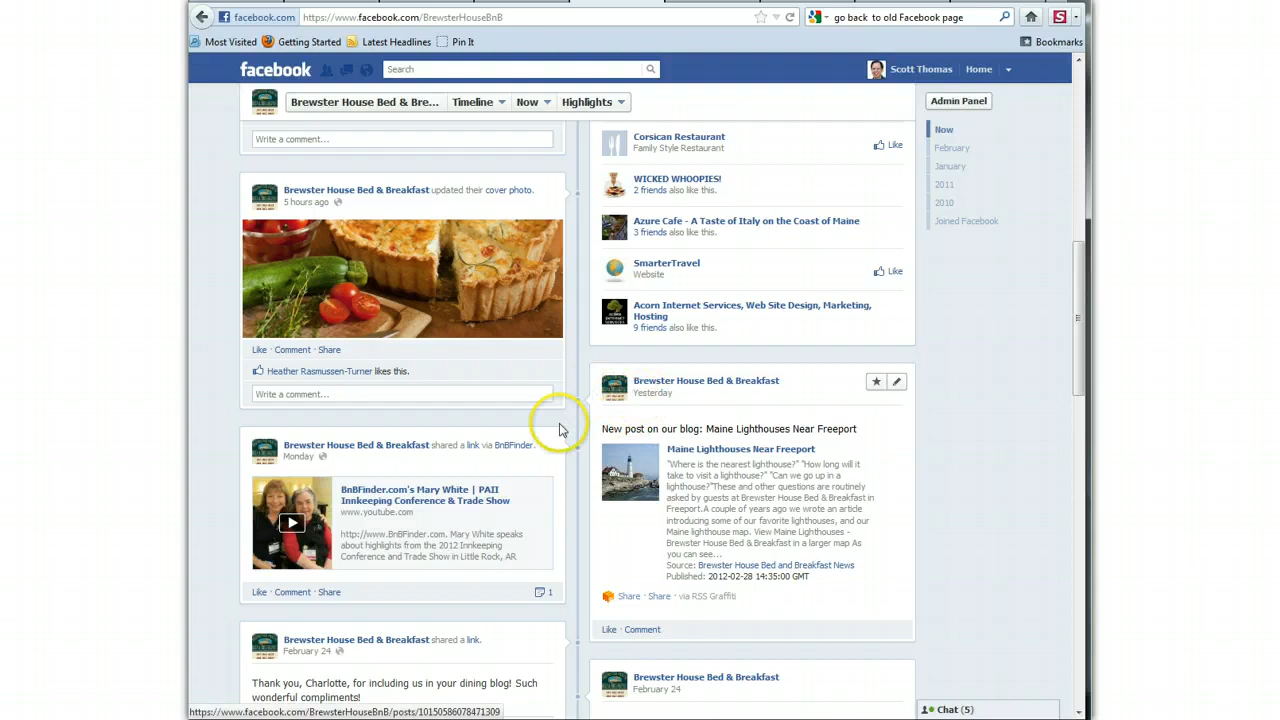 facebook.com
https://www.facebook.com/BrewsterHouseBnB
go back to old Facebook page
S
Most Visited
Getting Started
Latest Headlines
Pin It
Bookmarks
facebook
Search
Scott Thomas
Home
Brewster House Bed & Bre...
Timeline
Now
Highlights
Admin Panel
Now
February
January
2011
2010
Joined Facebook
Write a comment...
Brewster House Bed & Breakfast updated their cover photo.
5 hours ago
Like · Comment · Share
Heather Rasmussen-Turner likes this.
Write a comment...
Brewster House Bed & Breakfast shared a link via BnBFinder.
Monday
BnBFinder.com's Mary White | PAII
Innkeeping Conference & Trade Show
www.youtube.com
http://www.BnBFinder.com. Mary White speaks
about highlights from the 2012 Innkeeping
Conference and Trade Show in Little Rock, AR
Like · Comment · Share
1
Brewster House Bed & Breakfast shared a link.
February 24
Thank you, Charlotte, for including us in your dining blog! Such
wonderful compliments!
https://www.facebook.com/BrewsterHouseBnB/posts/10150586078471309
Corsican Restaurant
Family Style Restaurant
Like
WICKED WHOOPIES!
2 friends also like this.
Azure Cafe - A Taste of Italy on the Coast of Maine
3 friends also like this.
SmarterTravel
Website
Like
Acorn Internet Services, Web Site Design, Marketing,
Hosting
9 friends also like this.
Brewster House Bed & Breakfast
Yesterday
New post on our blog: Maine Lighthouses Near Freeport
Maine Lighthouses Near Freeport
"Where is the nearest lighthouse?" "How long will it
take to visit a lighthouse?" "Can we go up in a
lighthouse?"These and other questions are routinely
asked by guests at Brewster House Bed & Breakfast in
Freeport.A couple of years ago we wrote an article
introducing some of our favorite lighthouses, and our
Maine lighthouse map. View Maine Lighthouses -
Brewster House Bed & Breakfast in a larger map As
you can see...
Source: Brewster House Bed and Breakfast News
Published: 2012-02-28 14:35:00 GMT
Share · Share · via RSS Graffiti
Like · Comment
Brewster House Bed & Breakfast
February 24
Chat (5)